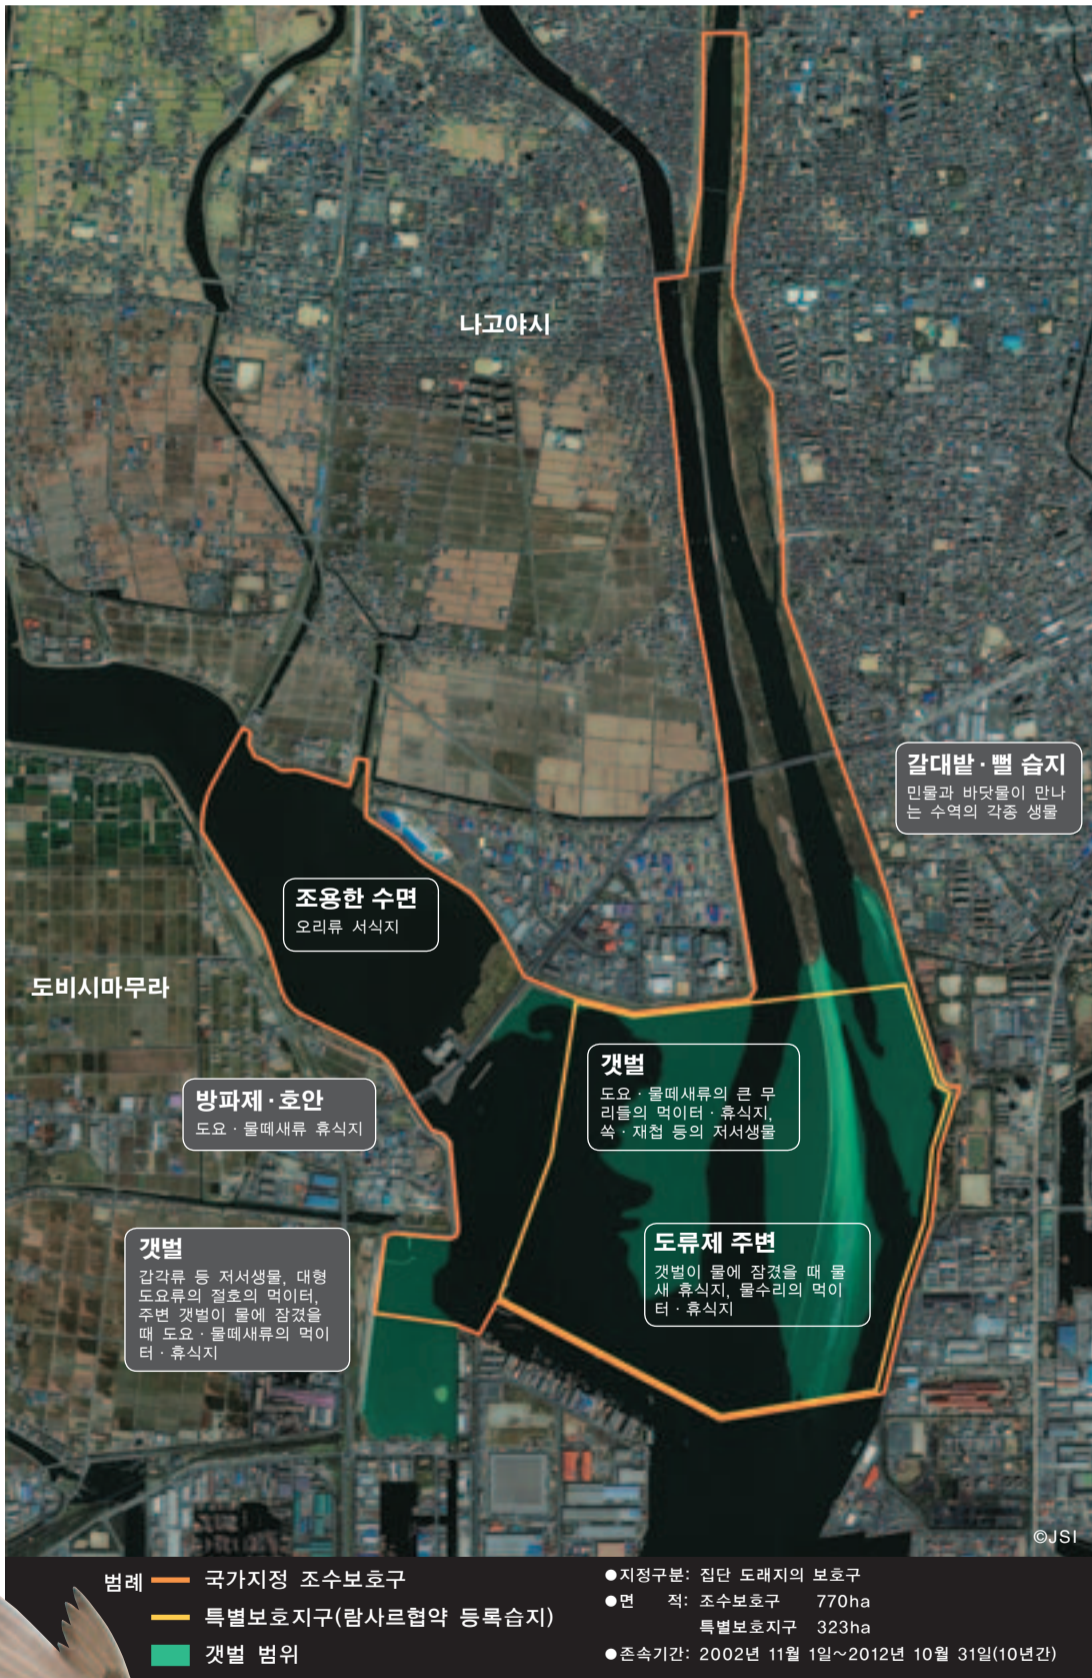 나고야시
갈대밭·뻘 습지
민물과 바닷물이 만나
는 수역의 각종 생물
조용한 수면
오리류 서식지
도비시마무라
갯벌
도요·물떼새류의 큰 무
리들의 먹이터·휴식지,
쏙·재첩 등의 저서생물
방파제·호안
도요·물떼새류 휴식지
갯벌
갑각류 등 저서생물, 대형
도요류의 절호의 먹이터,
주변 갯벌이 물에 잠겼을
때 도요·물떼새류의 먹이
터·휴식지
도류제 주변
갯벌이 물에 잠겼을 때 물
새 휴식지, 물수리의 먹이
터·휴식지
©JSI
범례 국가지정 조수보호구
특별보호지구(람사르협약 등록습지)
갯벌 범위
●지정구분: 집단 도래지의 보호구
●면 적: 조수보호구 770ha
특별보호지구 323ha
●존속기간: 2002년 11월 1일~2012년 10월 31일(10년간)